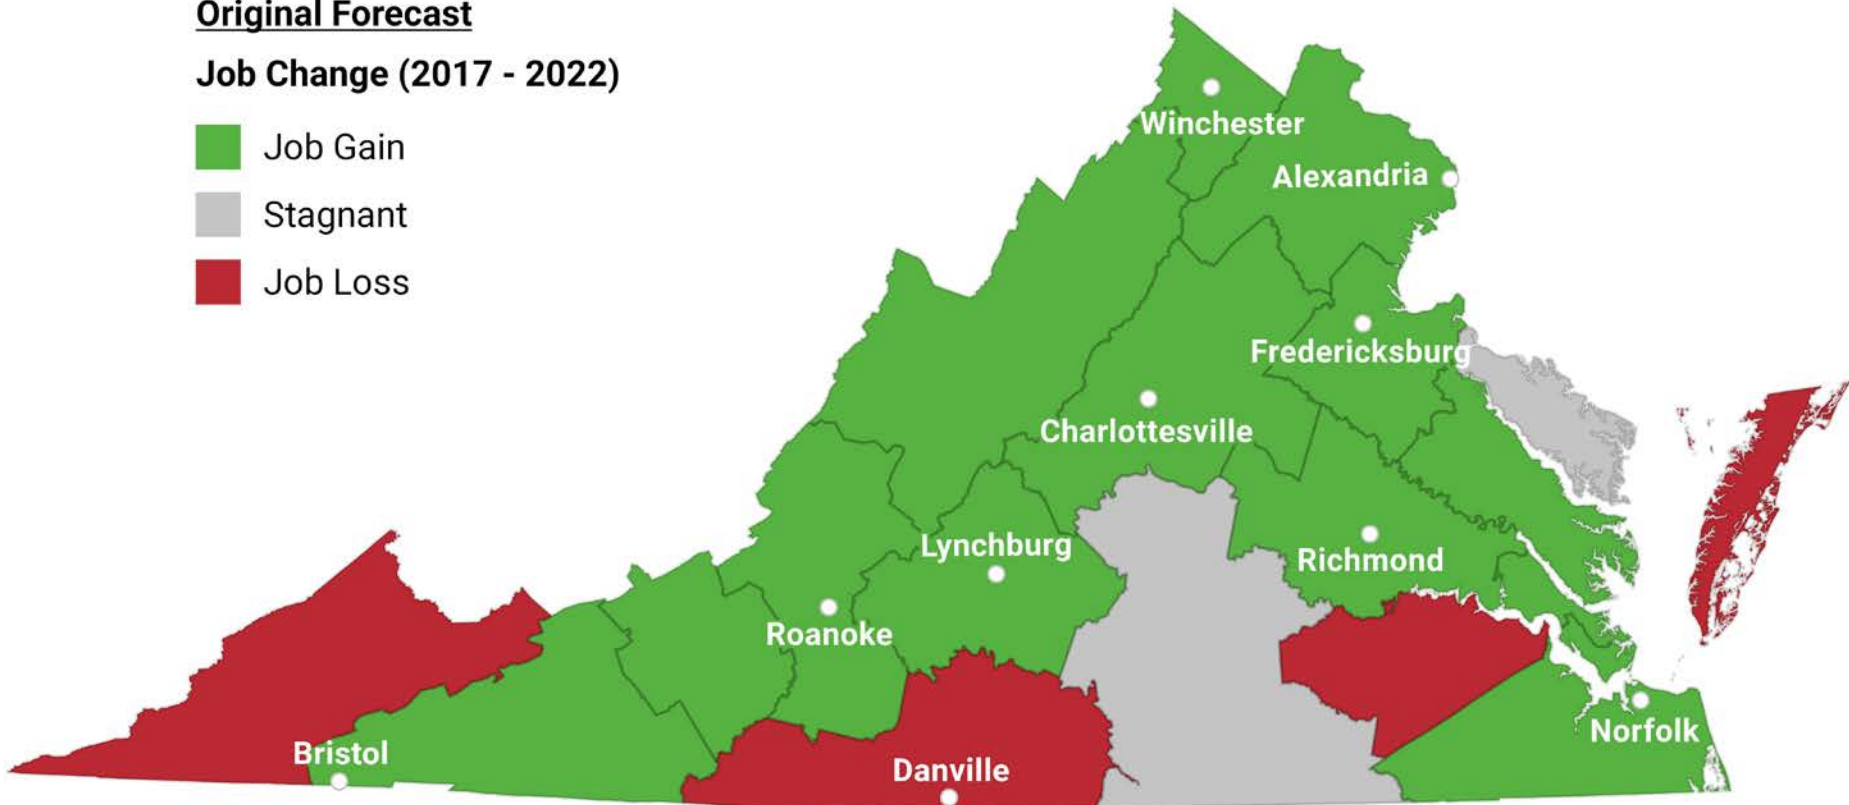 Original Forecast
Job Change (2017 - 2022)
Job Gain
Stagnant
Job Loss
Winchester
Alexandria
Fredericksburg
Charlottesville
Lynchburg
Richmond
Roanoke
Norfolk
Bristol
Danville